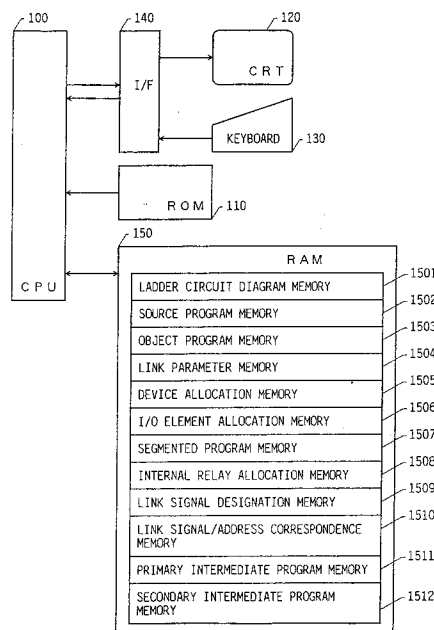 100
140
120
I/F
CRT
KEYBOARD
130
ROM
110
150
CPU
RAM
LADDER CIRCUIT DIAGRAM MEMORY
1501
SOURCE PROGRAM MEMORY
1502
OBJECT PROGRAM MEMORY
1503
LINK PARAMETER MEMORY
1504
DEVICE ALLOCATION MEMORY
1505
I/O ELEMENT ALLOCATION MEMORY
1506
SEGMENTED PROGRAM MEMORY
1507
INTERNAL RELAY ALLOCATION MEMORY
1508
LINK SIGNAL DESIGNATION MEMORY
1509
LINK SIGNAL/ADDRESS CORRESPONDENCE
MEMORY
1510
PRIMARY INTERMEDIATE PROGRAM MEMORY
1511
SECONDARY INTERMEDIATE PROGRAM
MEMORY
1512